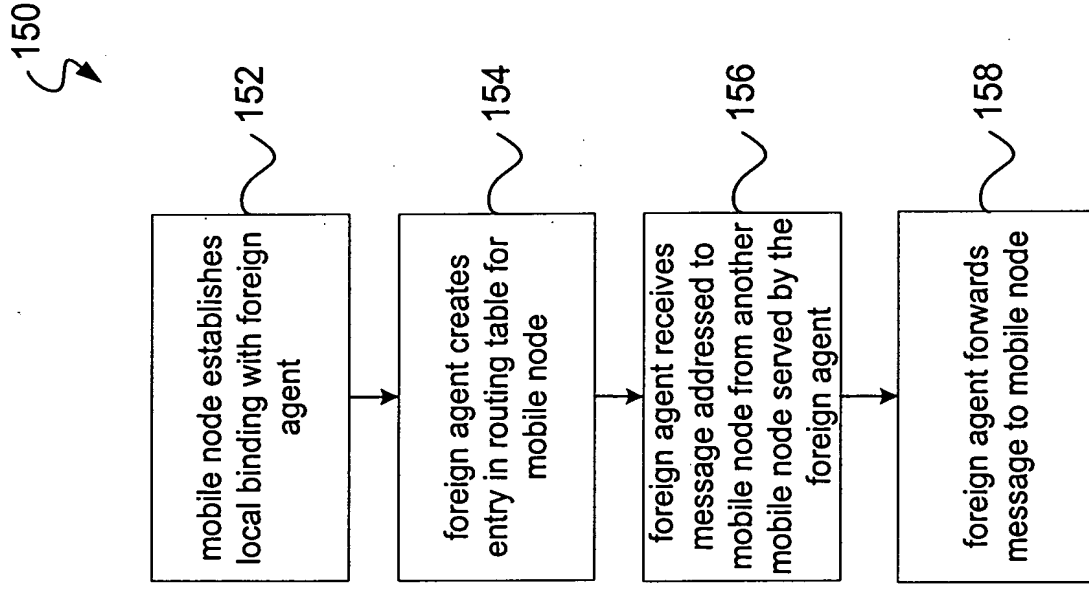 150
mobile node establishes
local binding with foreign
agent
152
foreign agent creates
entry in routing table for
mobile node
154
foreign agent receives
message addressed to
mobile node from another
mobile node served by the
foreign agent
156
foreign agent forwards
message to mobile node
158